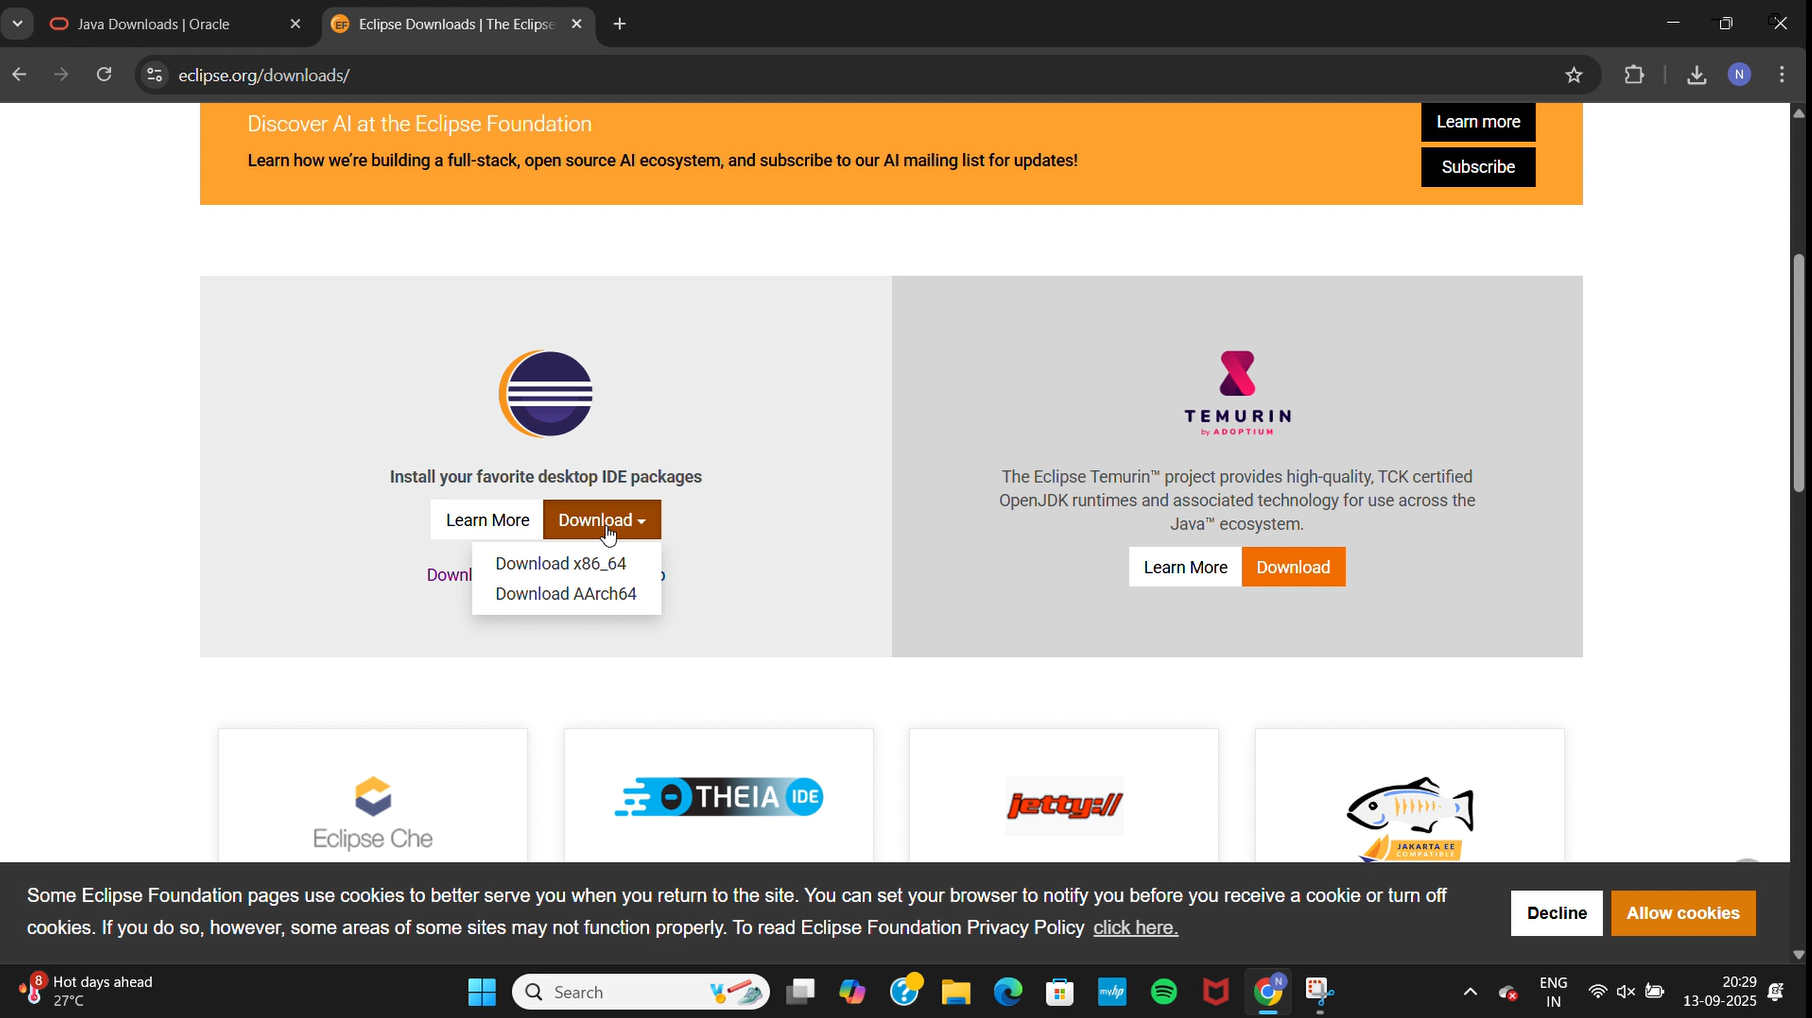 Java Downloads | Oracle
Eclipse Downloads | The Eclipse
eclipse.org/downloads/
N
Discover AI at the Eclipse Foundation
Learn more
Learn how we're building a full-stack, open source AI ecosystem, and subscribe to our AI mailing list for updates!
Subscribe
TEMURIN
by ADOPTIUM
Install your favorite desktop IDE packages
Learn More
Download
Download x86_64
Download AArch64
The Eclipse Temurin™ project provides high-quality, TCK certified
OpenJDK runtimes and associated technology for use across the
Java™ ecosystem.
Learn More
Download
Eclipse Che
THEIA IDE
jetty://
JAKARTA EE
COMPATIBLE
Some Eclipse Foundation pages use cookies to better serve you when you return to the site. You can set your browser to notify you before you receive a cookie or turn off
cookies. If you do so, however, some areas of some sites may not function properly. To read Eclipse Foundation Privacy Policy click here.
Decline
Allow cookies
8
Hot days ahead
27°C
Search
myhp
N
ENG
IN
20:29
13-09-2025